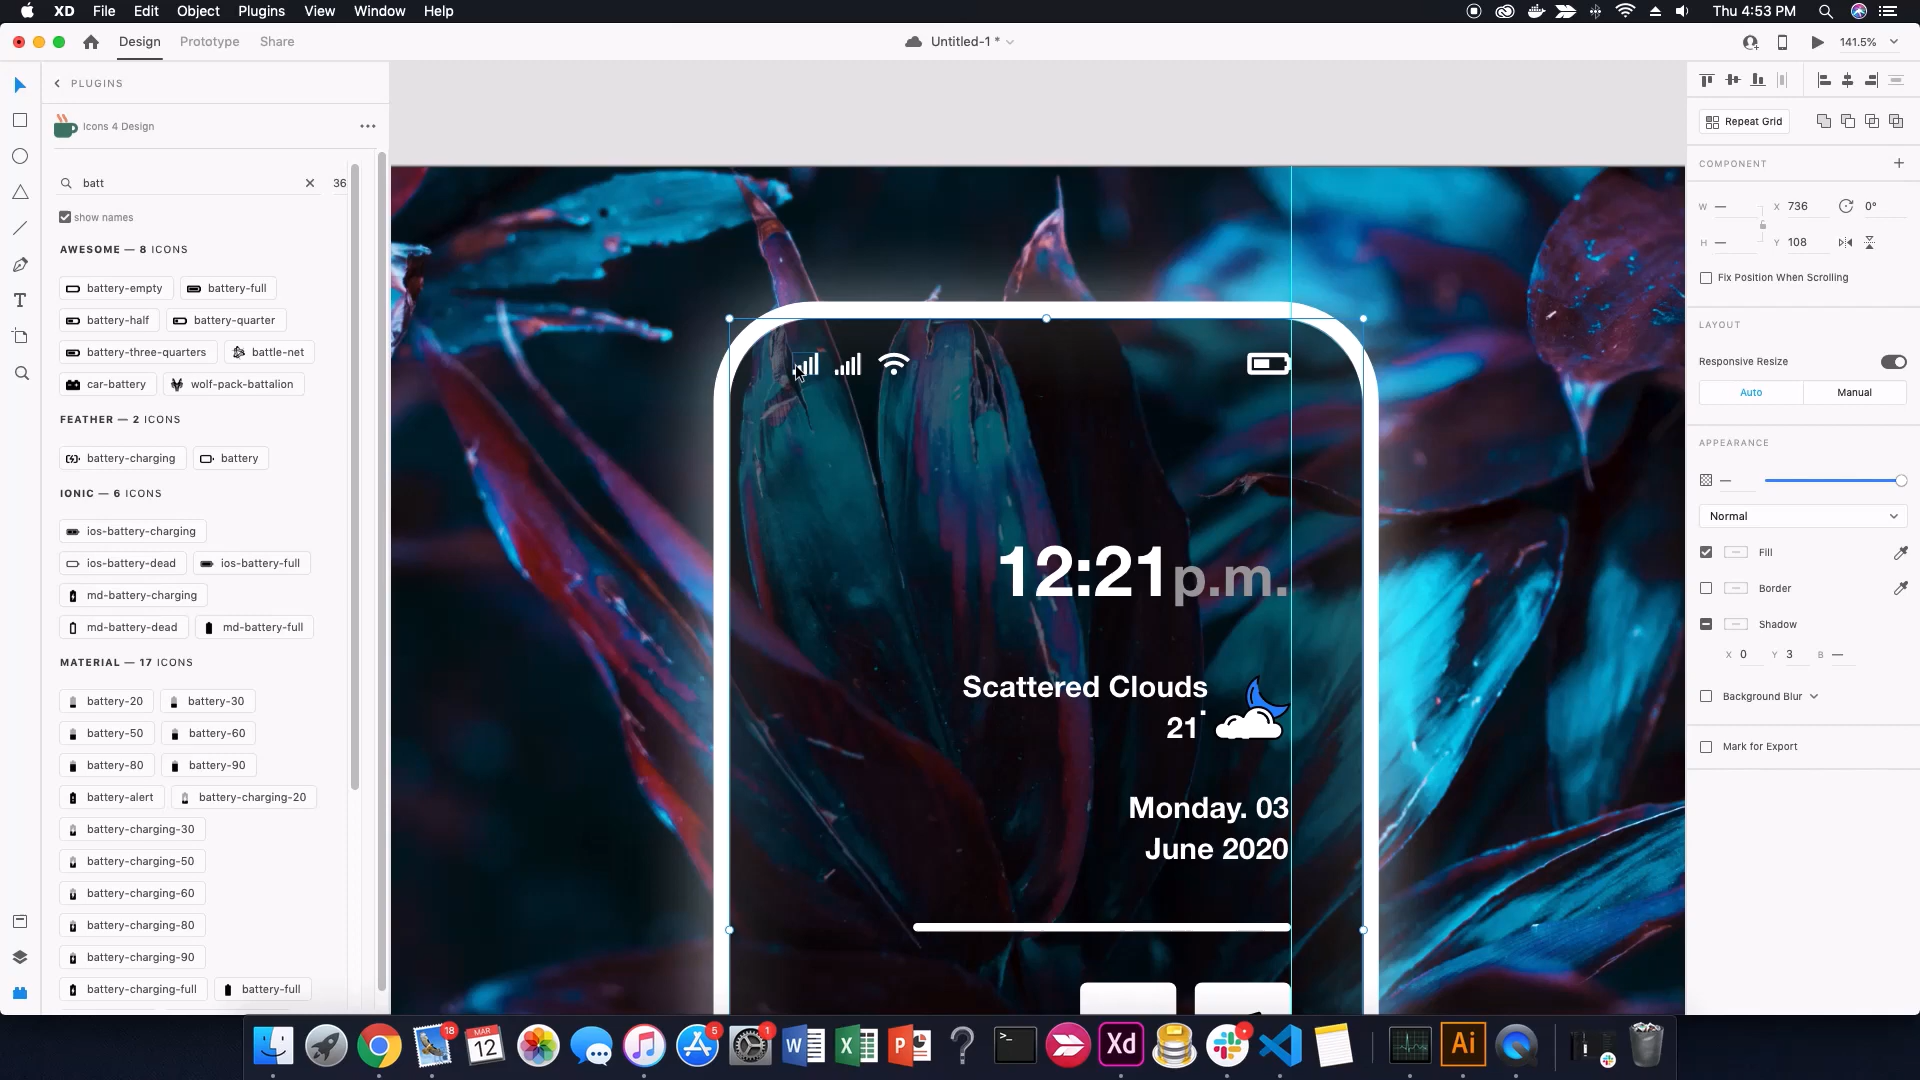 XD File Edit Object Plugins View Window Help
Thu 4:53 PM
Design Prototype Share
Untitled-1 *
141.5%
PLUGINS
Icons 4 Design
batt
36
show names
AWESOME — 8 ICONS
battery-empty battery-full
battery-half battery-quarter
battery-three-quarters battle-net
car-battery wolf-pack-battalion
FEATHER — 2 ICONS
battery-charging battery
IONIC — 6 ICONS
ios-battery-charging
ios-battery-dead ios-battery-full
md-battery-charging
md-battery-dead md-battery-full
MATERIAL — 17 ICONS
battery-20 battery-30
battery-50 battery-60
battery-80 battery-90
battery-alert battery-charging-20
battery-charging-30
battery-charging-50
battery-charging-60
battery-charging-80
battery-charging-90
battery-charging-full battery-full
12:21p.m.
Scattered Clouds
21°
Monday. 03
June 2020
Repeat Grid
COMPONENT
W — X 736 0°
H — Y 108
Fix Position When Scrolling
LAYOUT
Responsive Resize
Auto Manual
APPEARANCE
—
Normal
Fill
Border
Shadow
X 0 Y 3 B —
Background Blur
Mark for Export
18
MAR
12
5
1
W X P ?
>_
Xd
Ai